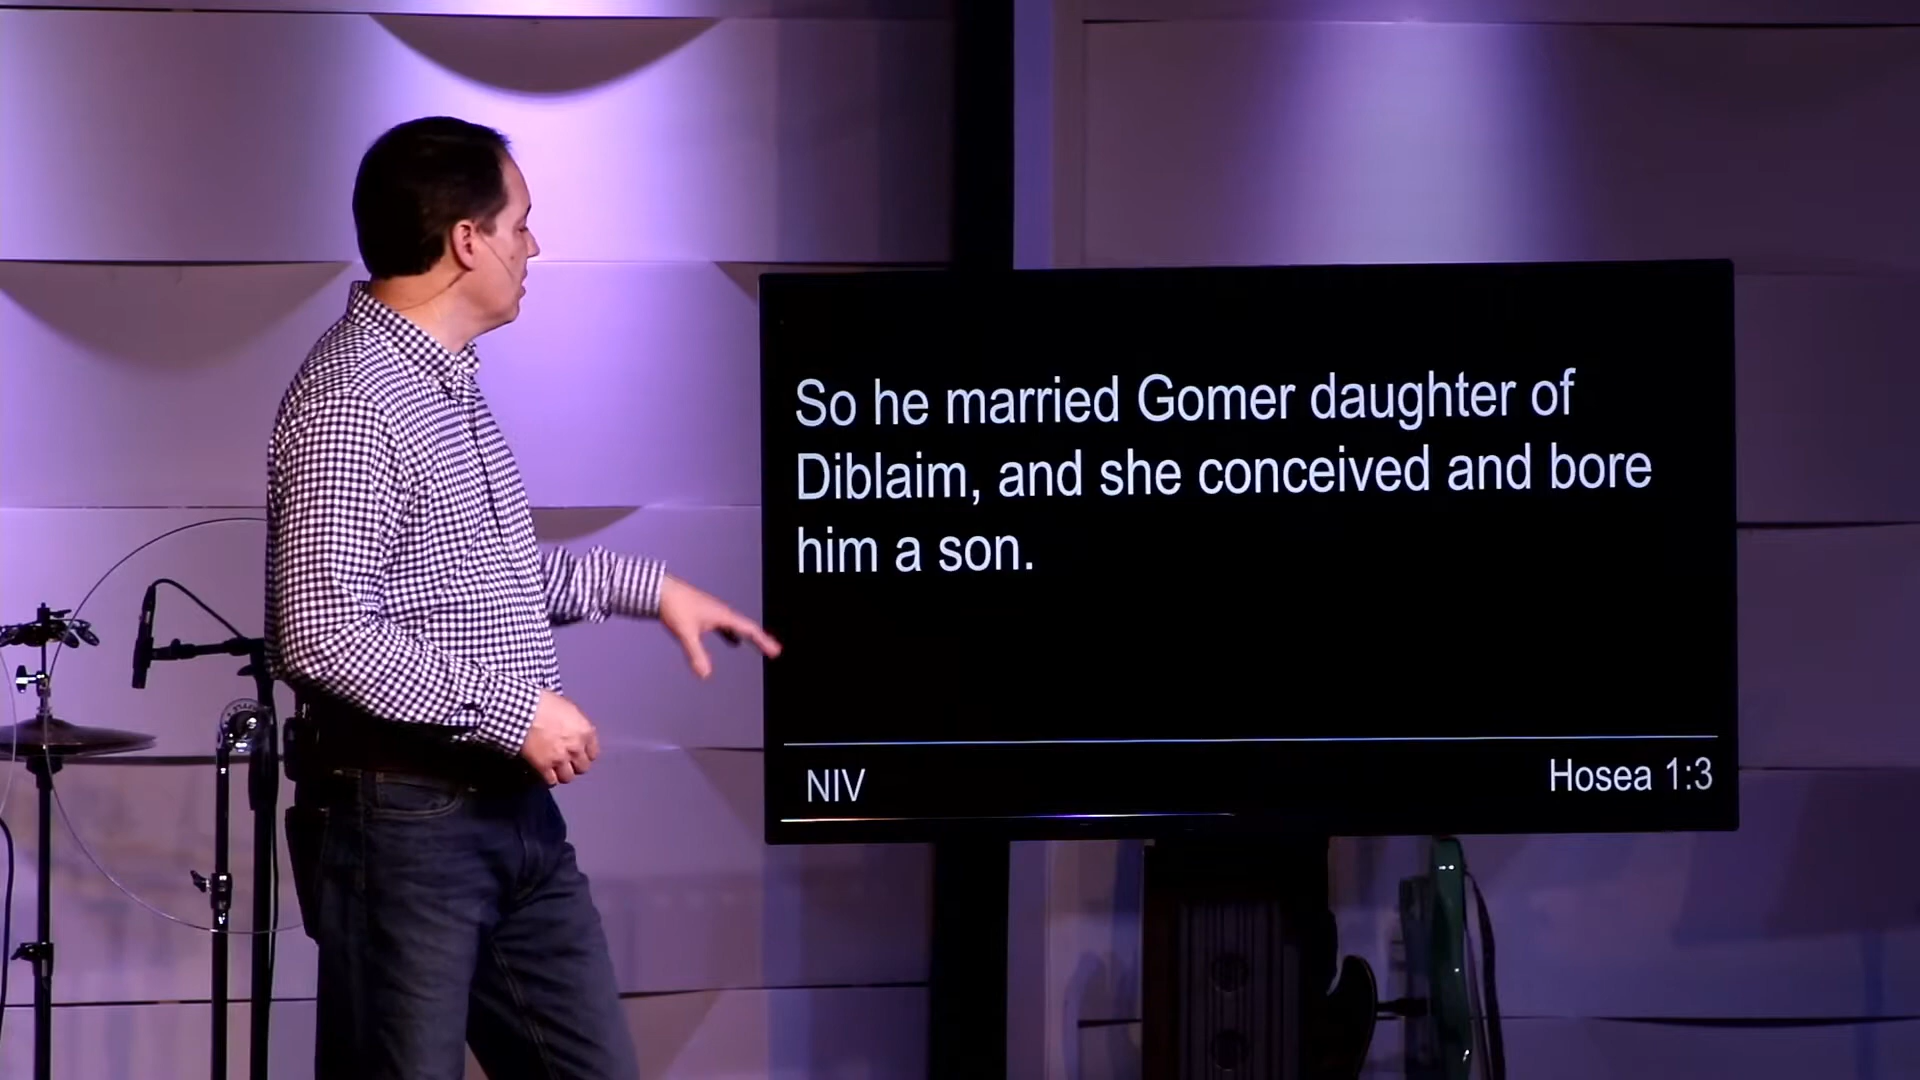 So he married Gomer daughter of
Diblaim, and she conceived and bore
him a son.
NIV
Hosea 1:3